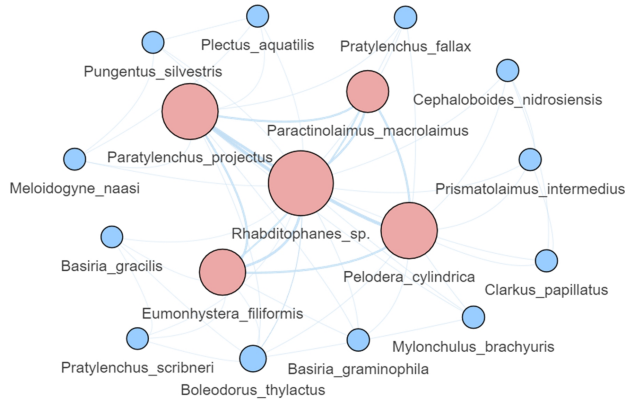 Plectus_aquatilis
Pratylenchus_fallax
Pungentus_silvestris
Cephaloboides_nidrosiensis
Paractinolaimus_macrolaimus
Paratylenchus_projectus
Meloidogyne_naasi
Prismatolaimus_intermedius
Rhabditophanes_sp.
Basiria_gracilis
Pelodera_cylindrica
Clarkus_papillatus
Eumonhystera_filiformis
Mylonchulus_brachyuris
Pratylenchus_scribneri
Basiria_graminophila
Boleodorus_thylactus